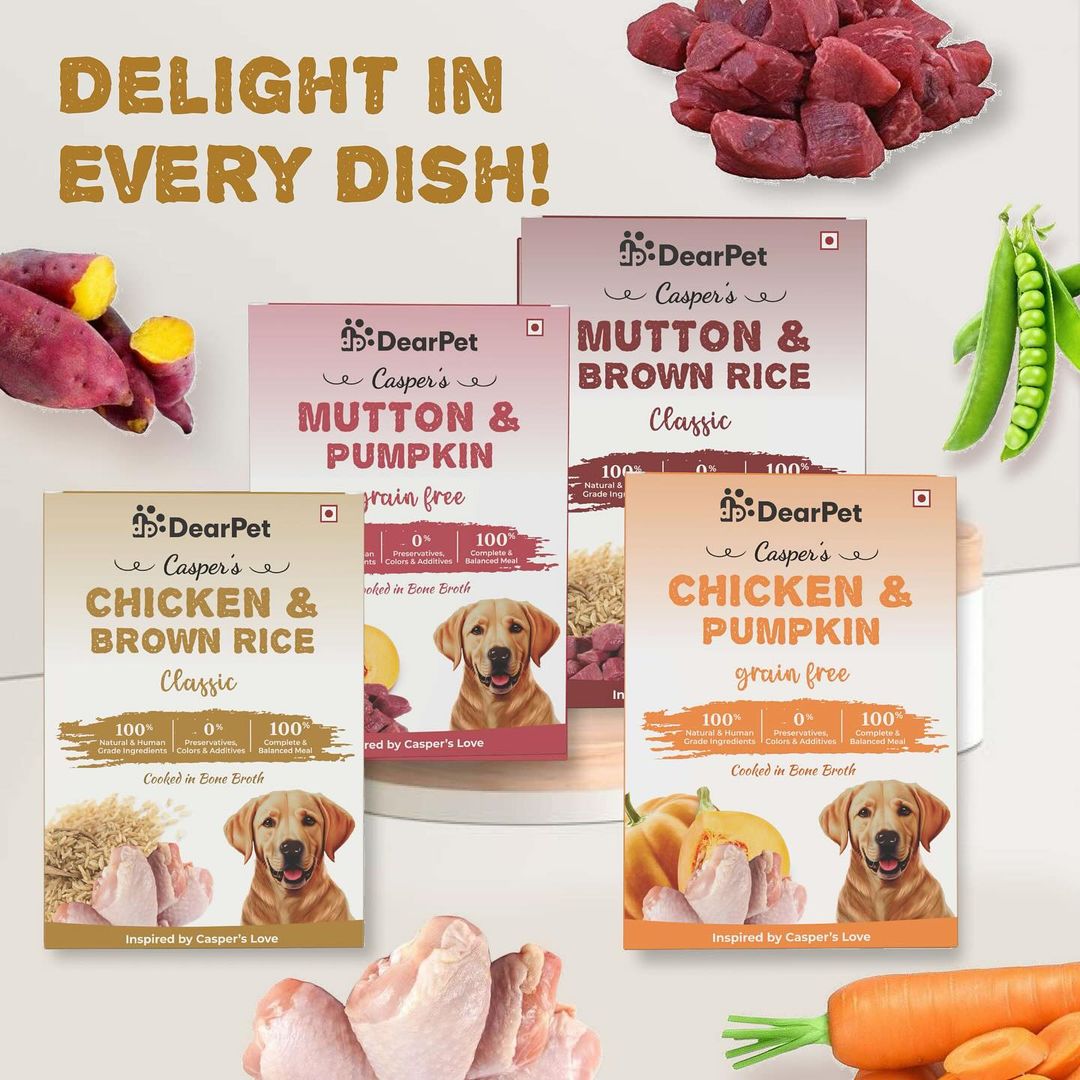 DELIGHT IN
EVERY DISH!
DearPet
Casper's
MUTTON &
BROWN RICE
Classic
100% 0% 100%
Natural &
Grade
DearPet
Casper's
MUTTON &
PUMPKIN
grain free
0% 100%
Preservatives, Complete &
Colors & Additives Balanced Meal
in Bone Broth
by Casper's Love
DearPet
Casper's
CHICKEN &
BROWN RICE
Classic
100% 0% 100%
Natural & Human Preservatives, Complete &
Grade Ingredients Colors & Additives Balanced Meal
Cooked in Bone Broth
Inspired by Casper's Love
DearPet
Casper's
CHICKEN &
PUMPKIN
grain free
100% 0% 100%
Natural & Human Preservatives, Complete &
Grade Ingredients Colors & Additives Balanced Meal
Cooked in Bone Broth
Inspired by Casper's Love